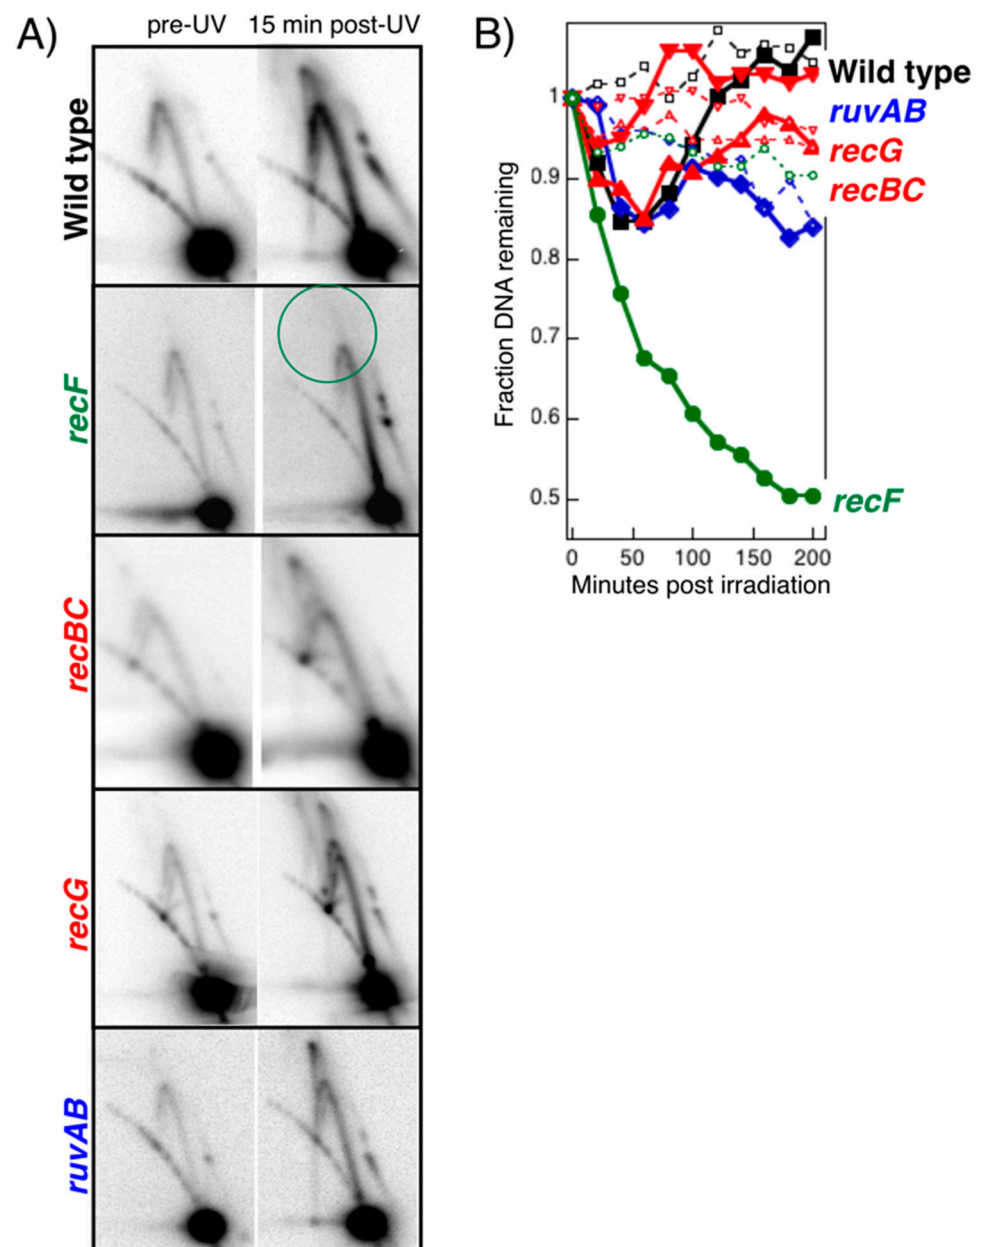 A)
pre-UV
15 min post-UV
Wild type
recF
recBC
recG
ruvAB
B)
Fraction DNA remaining
1
0.9
0.8
0.7
0.6
0.5
0
50
100
150
200
Minutes post irradiation
Wild type
ruvAB
recG
recBC
recF